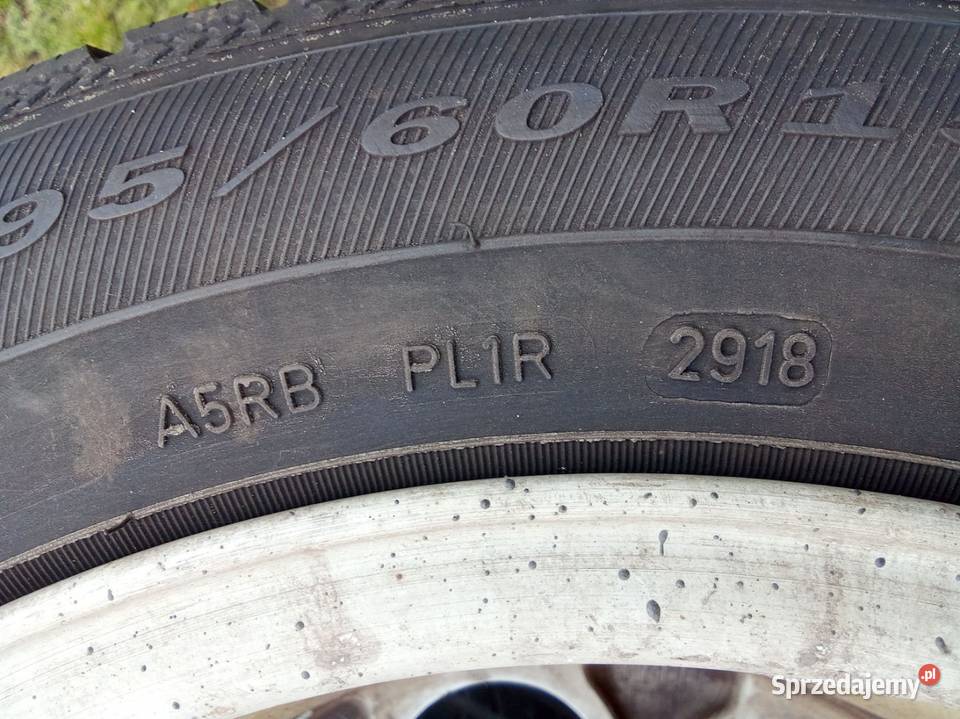 95/60R1
A5RB PL1R 2918
Sprzedajemy.pl